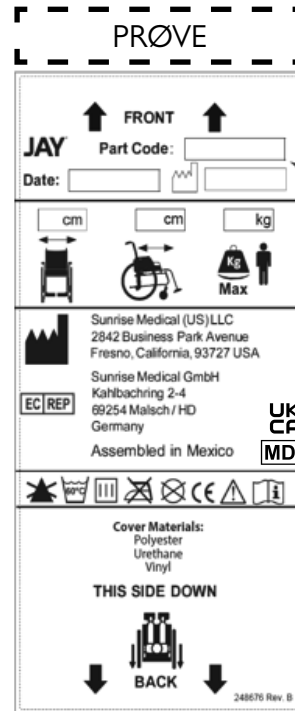 PRØVE
FRONT
JAY
Part Code:
Date:
cm
cm
kg
Kg
Max
Sunrise Medical (US)LLC
2842 Business Park Avenue
Fresno, California, 93727 USA
Sunrise Medical GmbH
Kahlbachring 2-4
69254 Malsch / HD
Germany
EC REP
UK
CA
Assembled in Mexico
MD
60°C
CE
i
Cover Materials:
Polyester
Urethane
Vinyl
THIS SIDE DOWN
BACK
248676 Rev. B